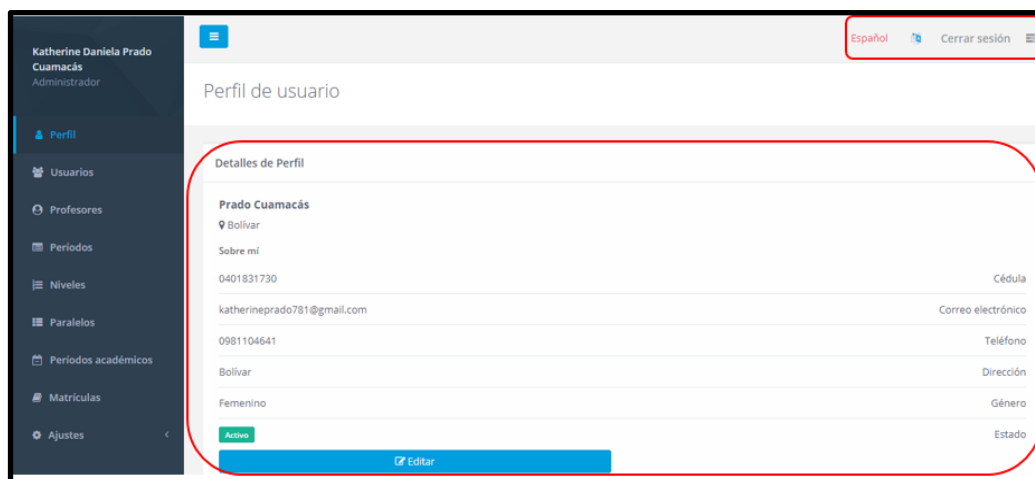 Katherine Daniela Prado
Cuamacás
Administrador
Perfil
Usuarios
Profesores
Períodos
Niveles
Paralelos
Períodos académicos
Matrículas
Ajustes
Español Cerrar sesión
Perfil de usuario
Detalles de Perfil
Prado Cuamacás
Bolívar
Sobre mí
0401831730 Cédula
katherineprado781@gmail.com Correo electrónico
0981104641 Teléfono
Bolívar Dirección
Femenino Género
Activo Estado
Editar